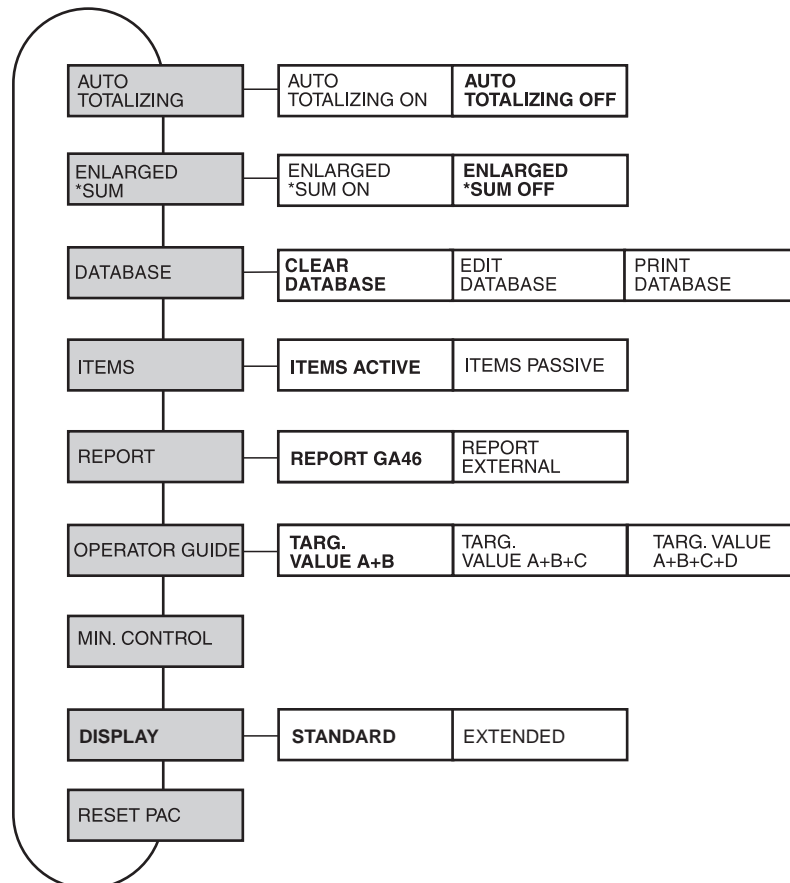 AUTO
TOTALIZING
AUTO
TOTALIZING ON
AUTO
TOTALIZING OFF
ENLARGED
*SUM
ENLARGED
*SUM ON
ENLARGED
*SUM OFF
DATABASE
CLEAR
DATABASE
EDIT
DATABASE
PRINT
DATABASE
ITEMS
ITEMS ACTIVE
ITEMS PASSIVE
REPORT
REPORT GA46
REPORT
EXTERNAL
OPERATOR GUIDE
TARG.
VALUE A+B
TARG.
VALUE A+B+C
TARG. VALUE
A+B+C+D
MIN. CONTROL
DISPLAY
STANDARD
EXTENDED
RESET PAC